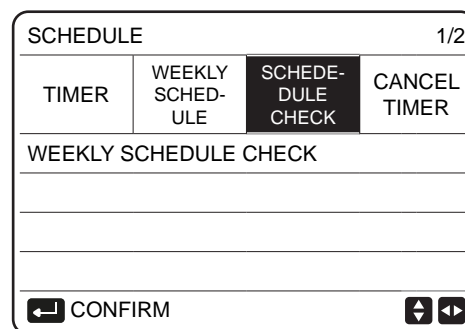 SCHEDULE 1/2
TIMER
WEEKLY
SCHED-
ULE
SCHEDE-
DULE
CHECK
CANCEL
TIMER
WEEKLY SCHEDULE CHECK
CONFIRM